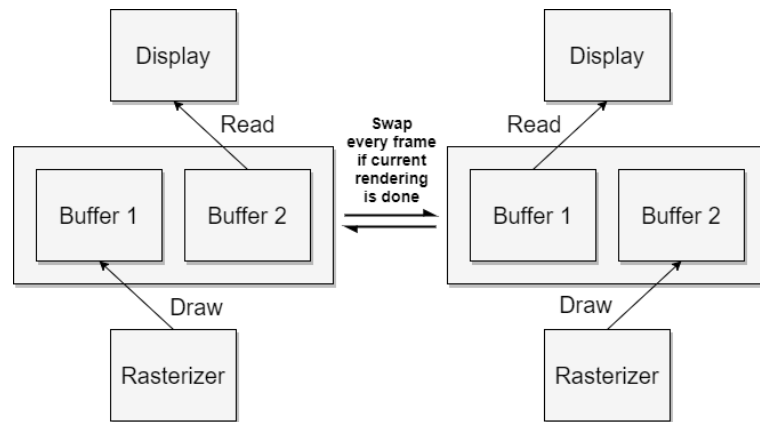 Display
Read
Buffer 1
Buffer 2
Draw
Rasterizer
Swap
every frame
if current
rendering
is done
Display
Read
Buffer 1
Buffer 2
Draw
Rasterizer